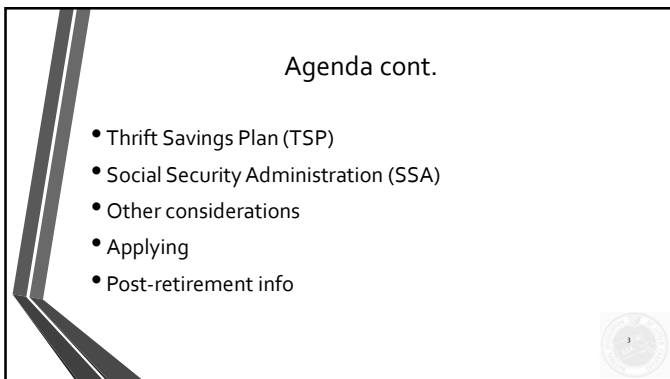 Agenda cont.
• Thrift Savings Plan (TSP)
• Social Security Administration (SSA)
• Other considerations
• Applying
• Post-retirement info
3